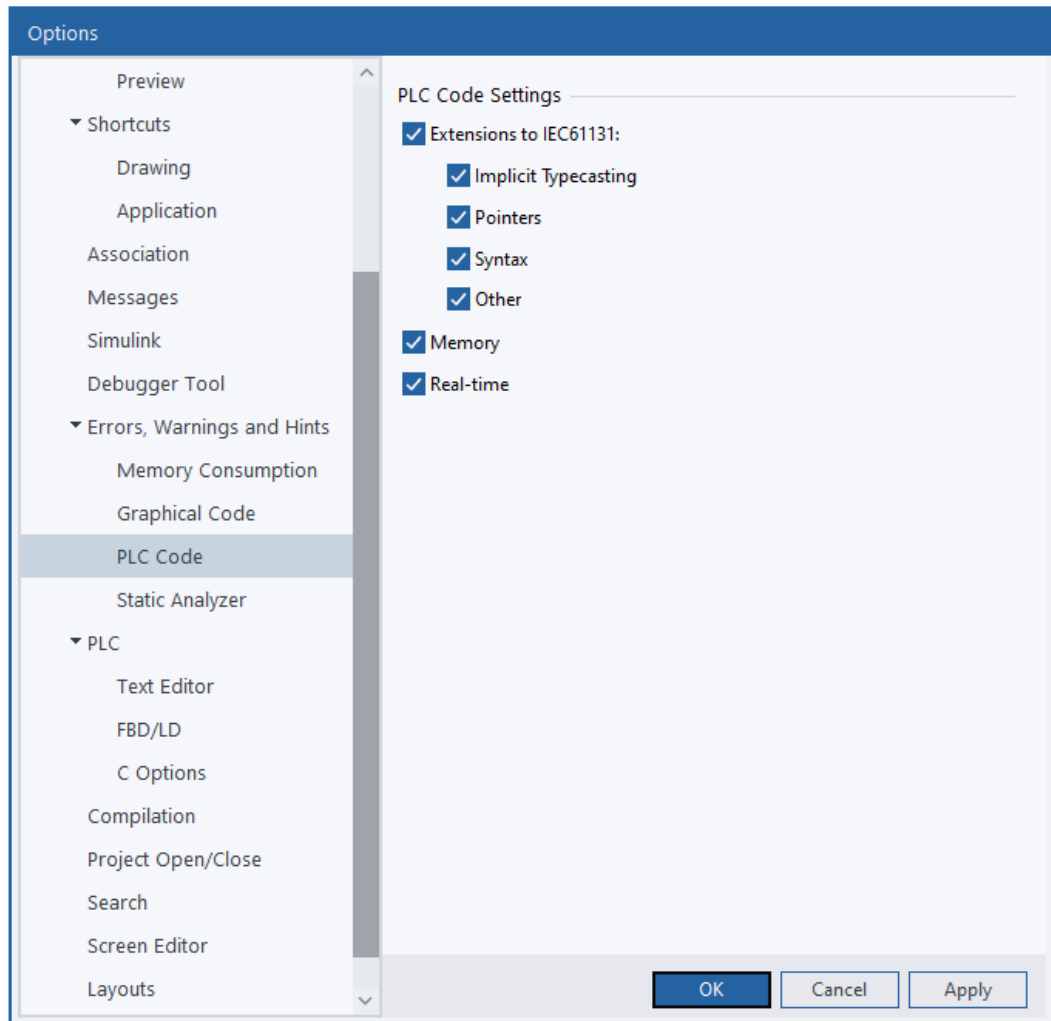 Options
Preview
Shortcuts
Drawing
Application
Association
Messages
Simulink
Debugger Tool
Errors, Warnings and Hints
Memory Consumption
Graphical Code
PLC Code
Static Analyzer
PLC
Text Editor
FBD/LD
C Options
Compilation
Project Open/Close
Search
Screen Editor
Layouts
PLC Code Settings
Extensions to IEC61131:
Implicit Typecasting
Pointers
Syntax
Other
Memory
Real-time
OK
Cancel
Apply